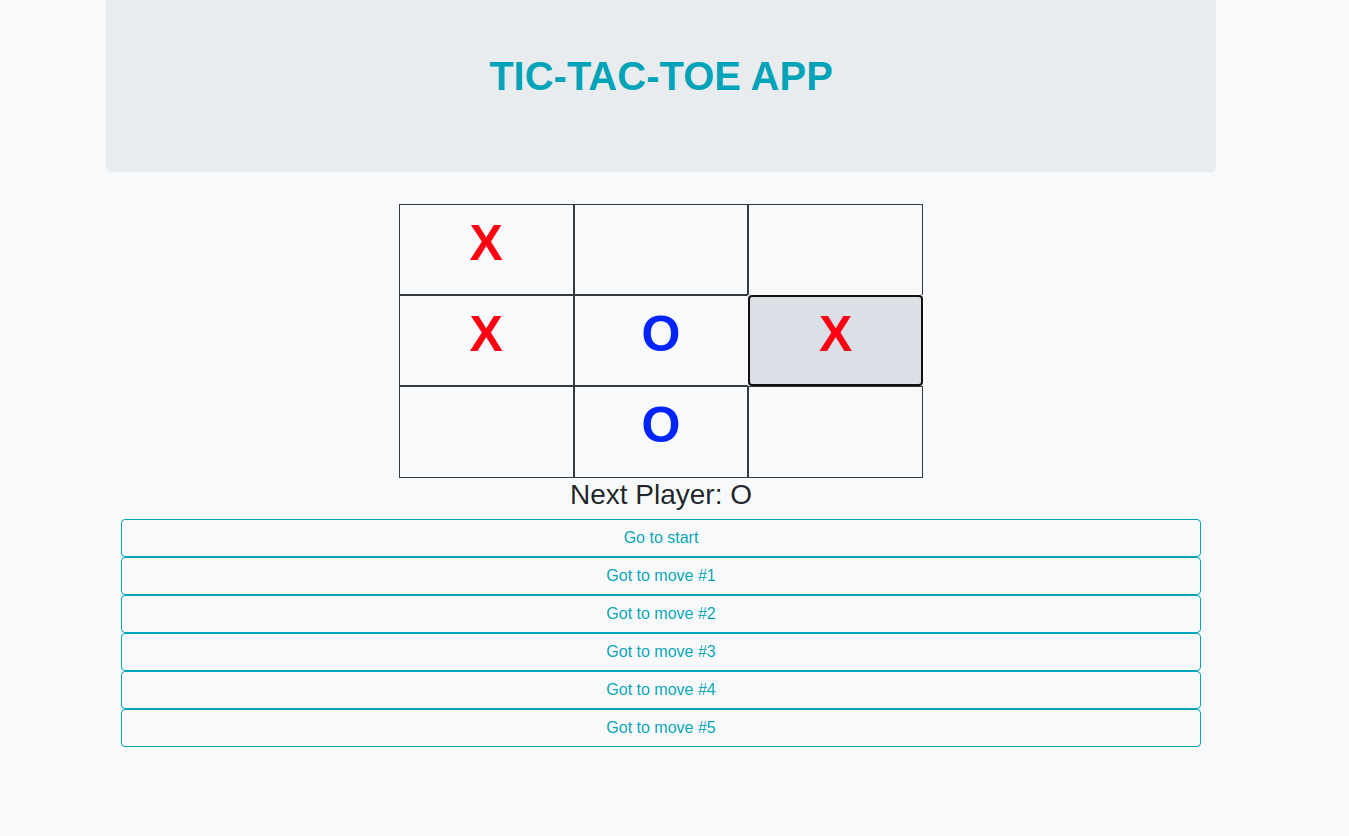 TIC-TAC-TOE APP
X
X O X
O
Next Player: O
Go to start
Got to move #1
Got to move #2
Got to move #3
Got to move #4
Got to move #5